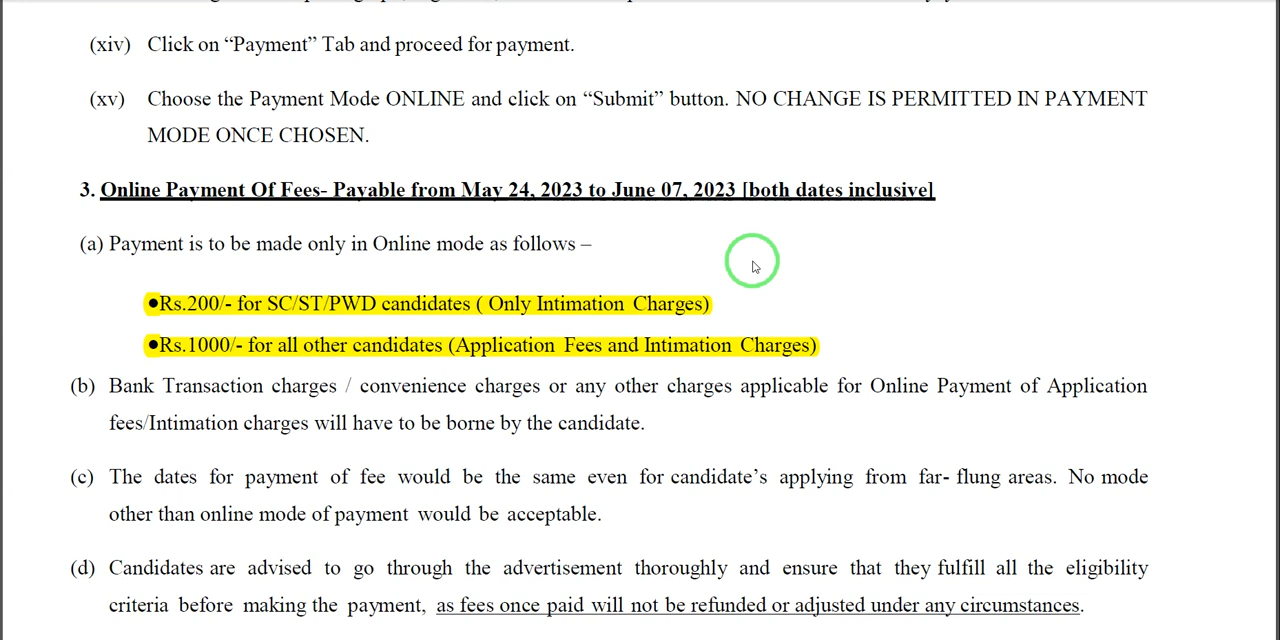 (xiv) Click on “Payment” Tab and proceed for payment.
(xv) Choose the Payment Mode ONLINE and click on “Submit” button. NO CHANGE IS PERMITTED IN PAYMENT
MODE ONCE CHOSEN.
3. Online Payment Of Fees- Payable from May 24, 2023 to June 07, 2023 [both dates inclusive]
(a) Payment is to be made only in Online mode as follows –
●Rs.200/- for SC/ST/PWD candidates ( Only Intimation Charges)
●Rs.1000/- for all other candidates (Application Fees and Intimation Charges)
(b) Bank Transaction charges / convenience charges or any other charges applicable for Online Payment of Application
fees/Intimation charges will have to be borne by the candidate.
(c) The dates for payment of fee would be the same even for candidate’s applying from far- flung areas. No mode
other than online mode of payment would be acceptable.
(d) Candidates are advised to go through the advertisement thoroughly and ensure that they fulfill all the eligibility
criteria before making the payment, as fees once paid will not be refunded or adjusted under any circumstances.